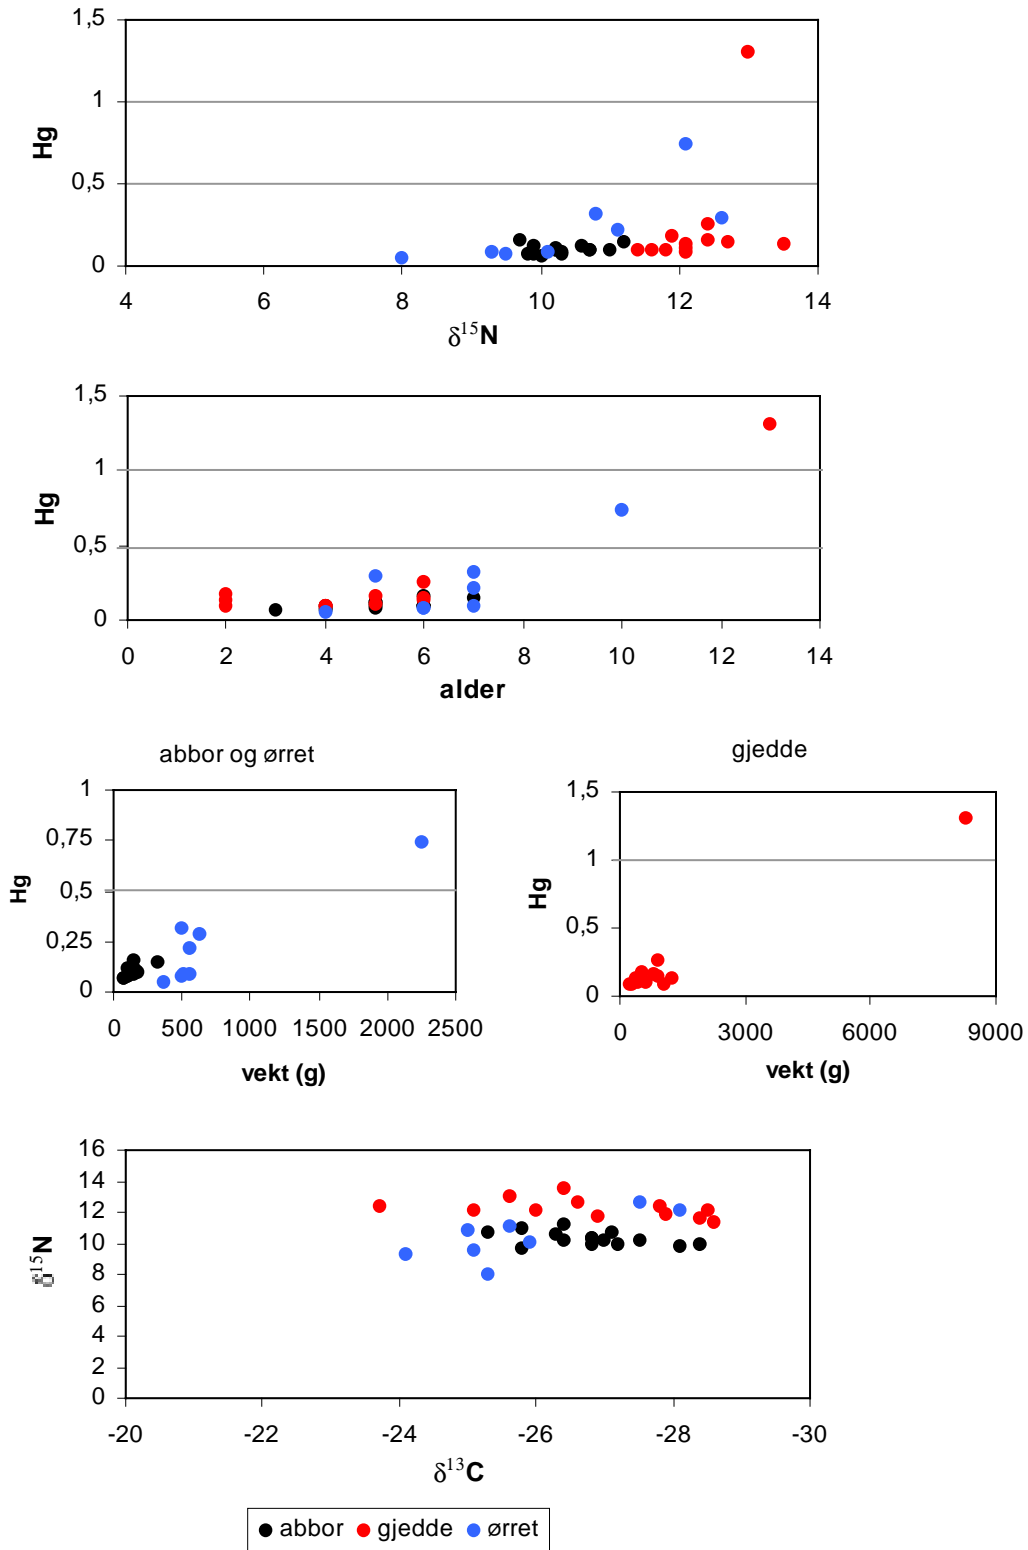 1,5
1
0,5
0
Hg
4 6 8 10 12 14
δ15N
1,5
1
0,5
0
Hg
0 2 4 6 8 10 12 14
alder
abbor og ørret
1
0,75
0,5
0,25
0
Hg
0 500 1000 1500 2000 2500
vekt (g)
gjedde
1,5
1
0,5
0
Hg
0 3000 6000 9000
vekt (g)
16
14
12
10
8
6
4
2
0
δ15N
-20 -22 -24 -26 -28 -30
δ13C
abbor gjedde ørret